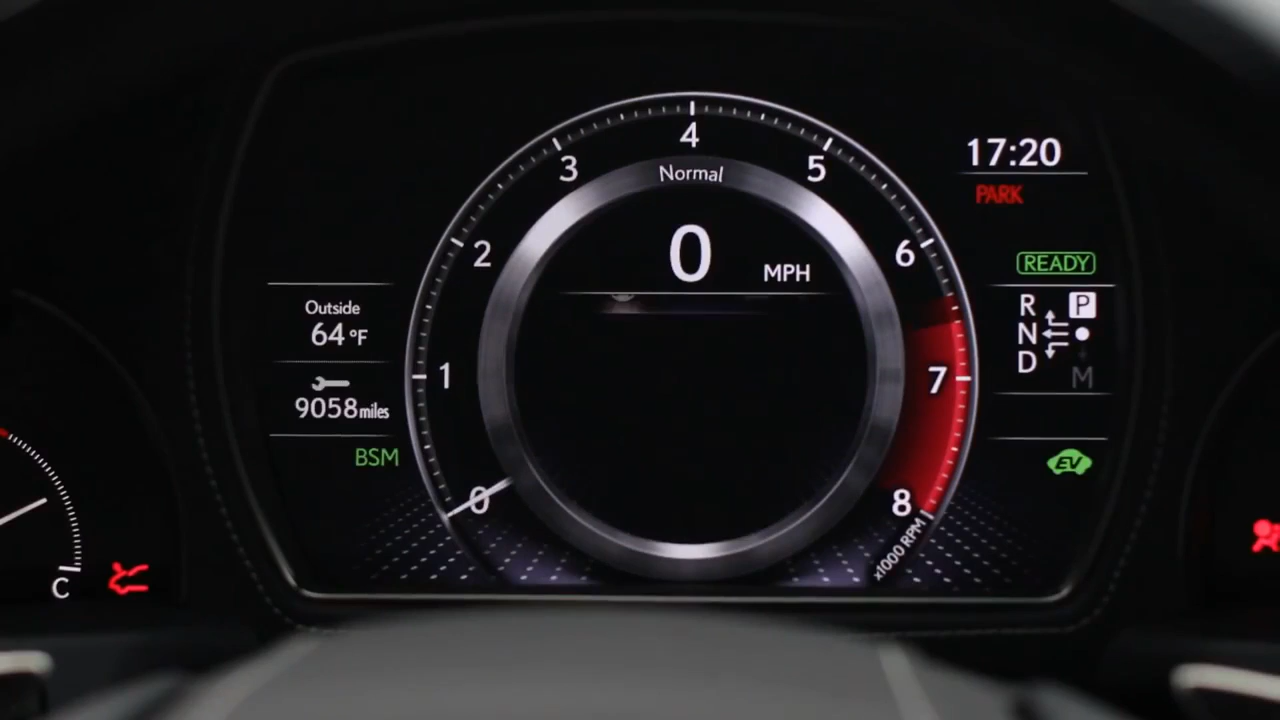 4
3
5
Normal
2
6
0
MPH
1
7
0
8
x1000 RPM
Outside
64 °F
9058 miles
BSM
C
17:20
PARK
READY
R P
N
D
M
EV